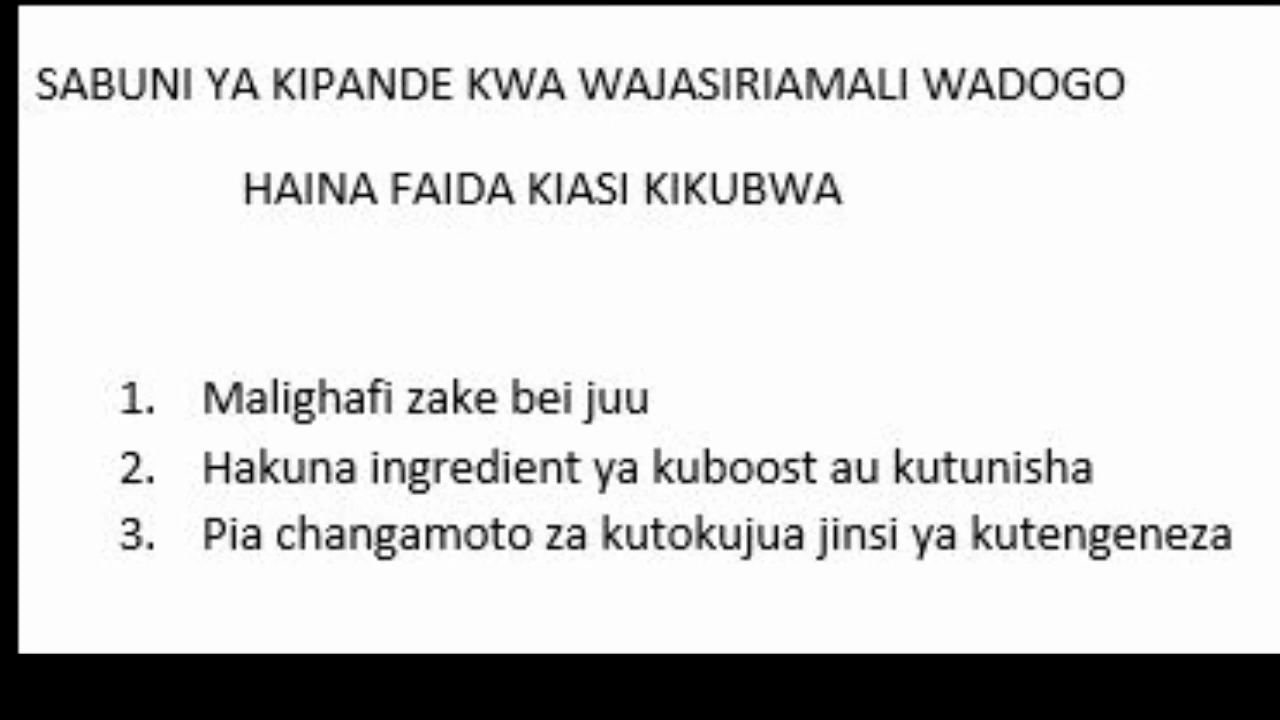 SABUNI YA KIPANDE KWA WAJASIRIAMALI WADOGO
HAINA FAIDA KIASI KIKUBWA
1. Malighafi zake bei juu
2. Hakuna ingredient ya kuboost au kutunisha
3. Pia changamoto za kutokujua jinsi ya kutengeneza